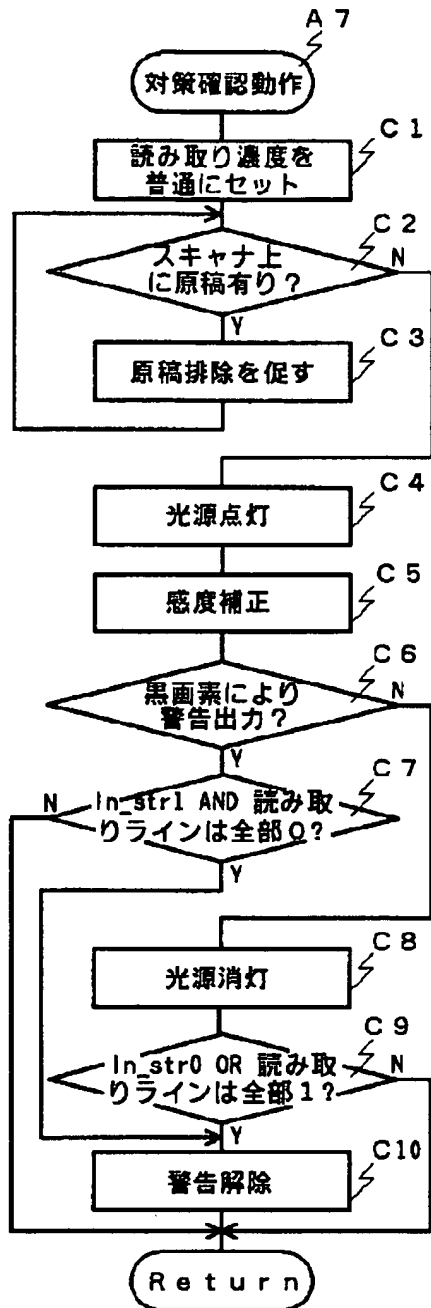 A7
対策確認動作
C1
読み取り濃度を
普通にセット
C2
スキャナ上
に原稿有り?
N
Y
C3
原稿排除を促す
C4
光源点灯
C5
感度補正
C6
黒画素により
警告出力?
N
Y
C7
N
ln_str1 AND 読み取
りラインは全部0?
Y
C8
光源消灯
C9
ln_str0 OR 読み取
りラインは全部1?
N
Y
C10
警告解除
Return